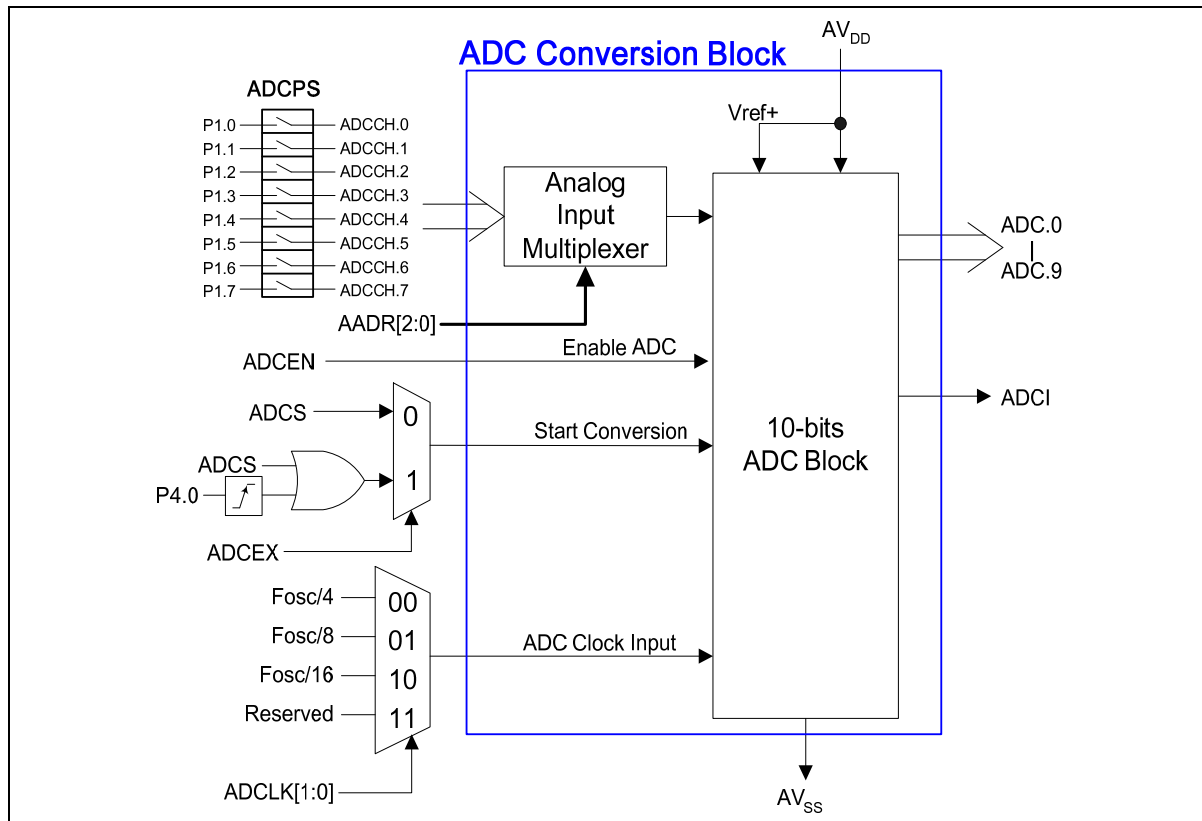 ADC Conversion Block
AV_DD
ADCPS
Vref+
P1.0 ADCCH.0
P1.1 ADCCH.1
P1.2 ADCCH.2
P1.3 ADCCH.3
P1.4 ADCCH.4
P1.5 ADCCH.5
P1.6 ADCCH.6
P1.7 ADCCH.7
Analog
Input
Multiplexer
ADC.0
ADC.9
AADR[2:0]
ADCEN
Enable ADC
ADCS
0
Start Conversion
ADCS
1
P4.0
ADCEX
10-bits
ADC Block
ADCI
Fosc/4
00
Fosc/8
01
Fosc/16
10
Reserved
11
ADC Clock Input
ADCLK[1:0]
AV_SS